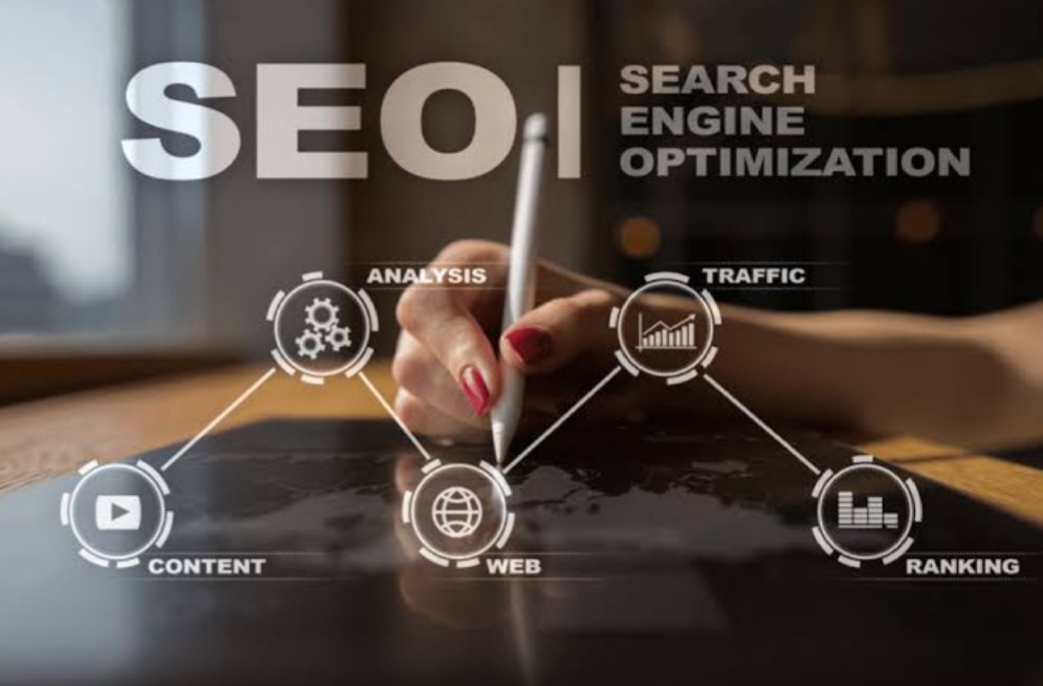 SEO|
SEARCH
ENGINE
OPTIMIZATION
ANALYSIS
TRAFFIC
CONTENT
WEB
RANKING